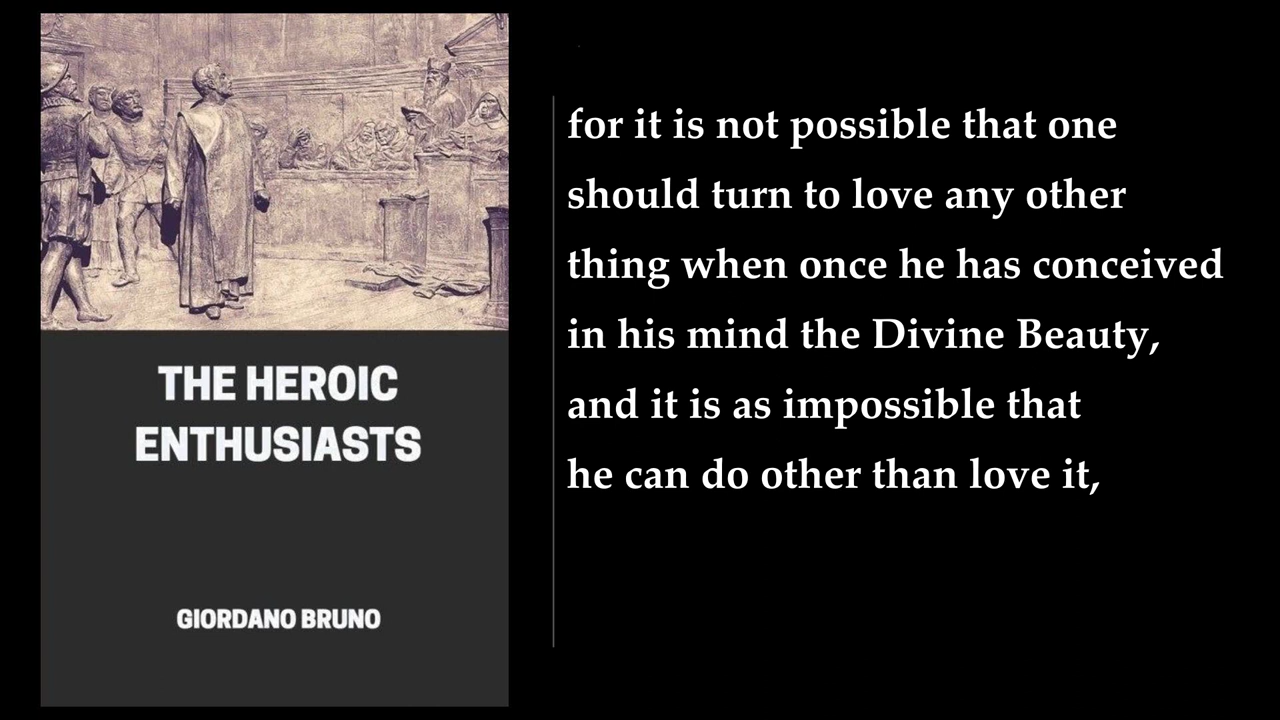 THE HEROIC
ENTHUSIASTS
GIORDANO BRUNO
for it is not possible that one
should turn to love any other
thing when once he has conceived
in his mind the Divine Beauty,
and it is as impossible that
he can do other than love it,